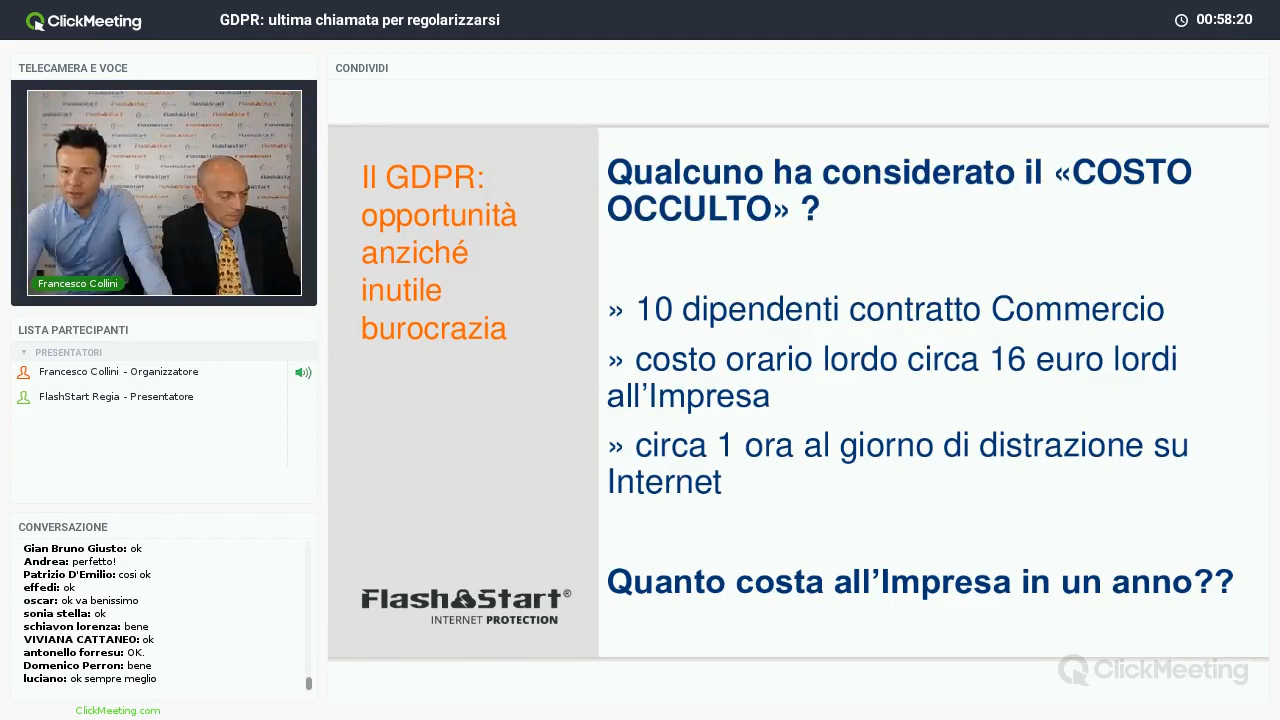 ClickMeeting
GDPR: ultima chiamata per regolarizzarsi
00:58:20
TELECAMERA E VOCE
Francesco Collini
LISTA PARTECIPANTI
PRESENTATORI
Francesco Collini - Organizzatore
FlashStart Regia - Presentatore
CONVERSAZIONE
Gian Bruno Giusto: ok
Andrea: perfetto!
Patrizio D'Emilio: cosi ok
effedi: ok
oscar: ok va benissimo
sonia stella: ok
schiavon lorenza: bene
VIVIANA CATTANEO: ok
antonello forresu: OK.
Domenico Perron: bene
luciano: ok sempre meglio
ClickMeeting.com
CONDIVIDI
Il GDPR:
opportunità
anziché
inutile
burocrazia
Flash&Start®
INTERNET PROTECTION
Qualcuno ha considerato il «COSTO
OCCULTO» ?
» 10 dipendenti contratto Commercio
» costo orario lordo circa 16 euro lordi
all’Impresa
» circa 1 ora al giorno di distrazione su
Internet
Quanto costa all’Impresa in un anno??
ClickMeeting